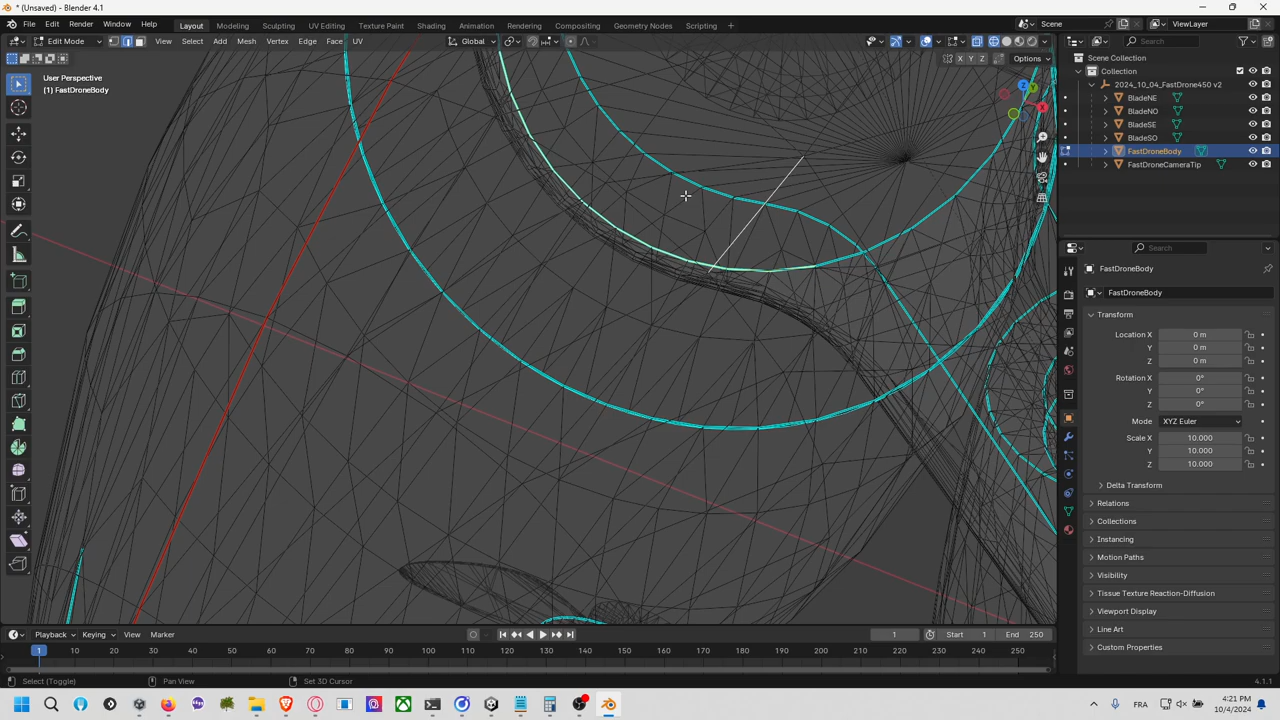 * (Unsaved) - Blender 4.1
File Edit Render Window Help Layout Modeling Sculpting UV Editing Texture Paint Shading Animation Rendering Compositing Geometry Nodes Scripting + Scene ViewLayer
Edit Mode View Select Add Mesh Vertex Edge Face UV Global Search
X Y Z Options
User Perspective
(1) FastDroneBody
Scene Collection
Collection
2024_10_04_FastDrone450 v2
BladeNE
BladeNO
BladeSE
BladeSO
FastDroneBody
FastDroneCameraTip
Search
FastDroneBody
FastDroneBody
Transform
Location X 0 m
Y 0 m
Z 0 m
Rotation X 0°
Y 0°
Z 0°
Mode XYZ Euler
Scale X 10.000
Y 10.000
Z 10.000
Delta Transform
Relations
Collections
Instancing
Motion Paths
Visibility
Tissue Texture Reaction-Diffusion
Viewport Display
Line Art
Custom Properties
Playback Keying View Marker 1 Start 1 End 250
1 10 20 30 40 50 60 70 80 90 100 110 120 130 140 150 160 170 180 190 200 210 220 230 240 250
Select (Toggle) Pan View Set 3D Cursor 4.1.1
FRA 4:21 PM
10/4/2024